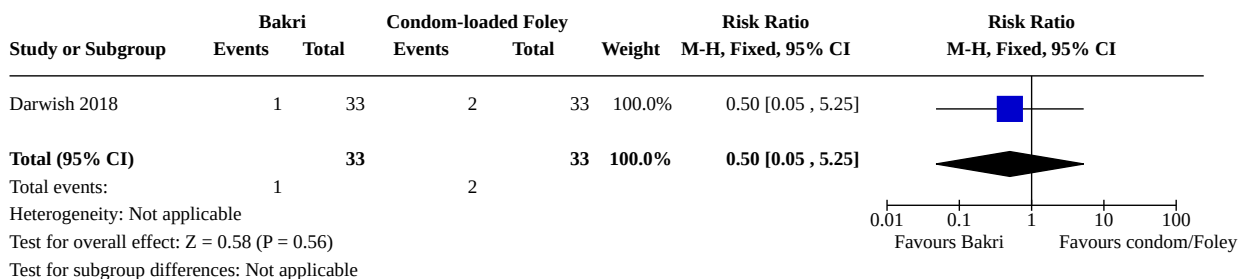 Bakri Condom-loaded Foley Risk Ratio Risk Ratio
Study or Subgroup Events Total Events Total Weight M-H, Fixed, 95% CI M-H, Fixed, 95% CI
Darwish 2018 1 33 2 33 100.0% 0.50 [0.05 , 5.25]
Total (95% CI) 33 33 100.0% 0.50 [0.05 , 5.25]
Total events: 1 2
Heterogeneity: Not applicable
0.01 0.1 1 10 100
Test for overall effect: Z = 0.58 (P = 0.56) Favours Bakri Favours condom/Foley
Test for subgroup differences: Not applicable